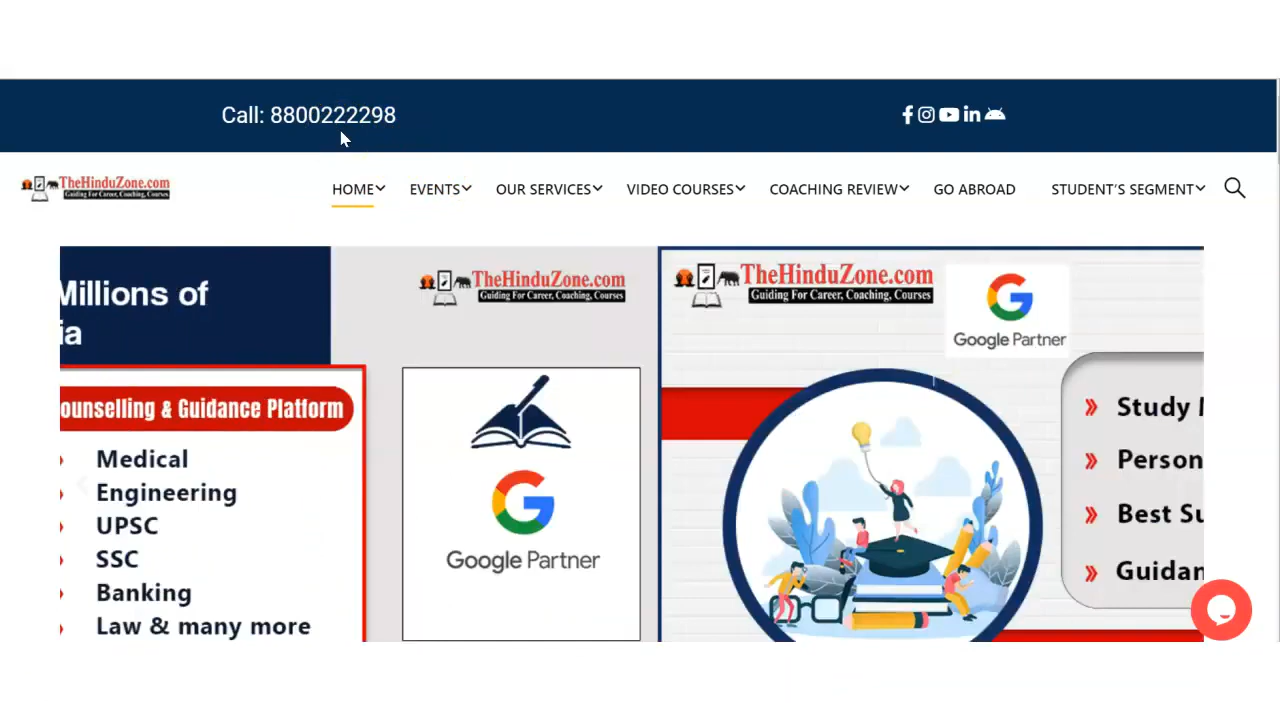 Call: 8800222298
TheHinduZone.com
Guiding For Career, Coaching, Courses
HOME EVENTS OUR SERVICES VIDEO COURSES COACHING REVIEW GO ABROAD STUDENT'S SEGMENT
Millions of
ia
ounselling & Guidance Platform
Medical
Engineering
UPSC
SSC
Banking
Law & many more
TheHinduZone.com
Guiding For Career, Coaching, Courses
Google Partner
TheHinduZone.com
Guiding For Career, Coaching, Courses
Google Partner
Study
Person
Best Su
Guidan